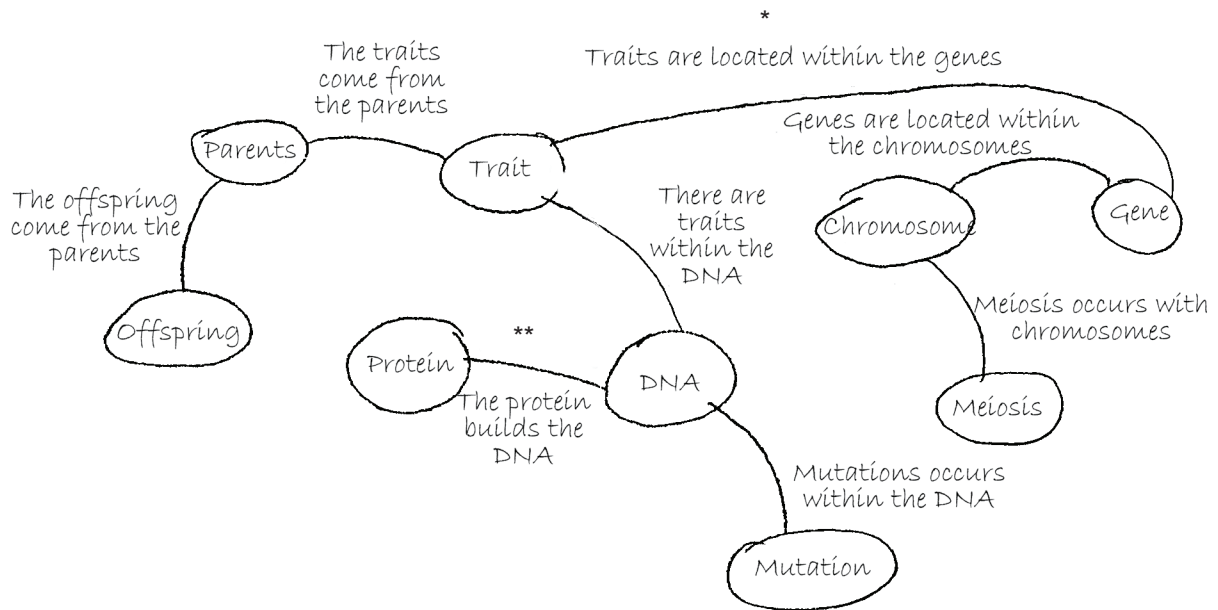 *
The traits
come from
the parents
Traits are located within the genes
Genes are located within
the chromosomes
Parents
Trait
The offspring
come from the
parents
There are
traits
within the
DNA
Chromosome
Gene
Offspring
Protein
**
The protein
builds the
DNA
DNA
Meiosis occurs with
chromosomes
Meiosis
Mutations occurs
within the DNA
Mutation